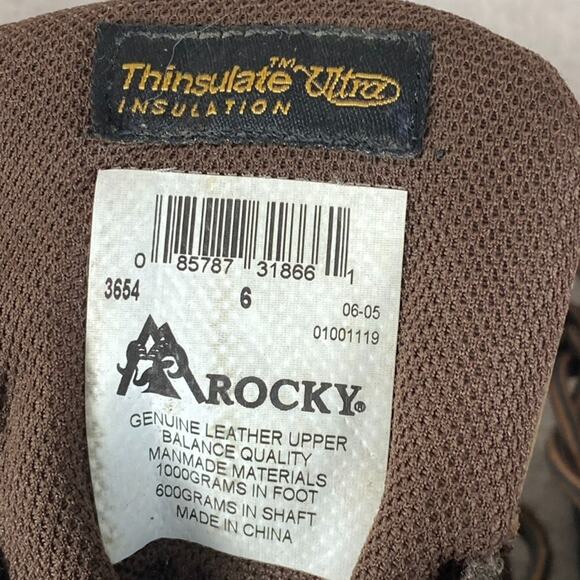 Thinsulate™ Ultra
INSULATION
0 85787 31866 1
3654 6 06-05
01001119
ROCKY®
GENUINE LEATHER UPPER
BALANCE QUALITY
MANMADE MATERIALS
1000GRAMS IN FOOT
600GRAMS IN SHAFT
MADE IN CHINA